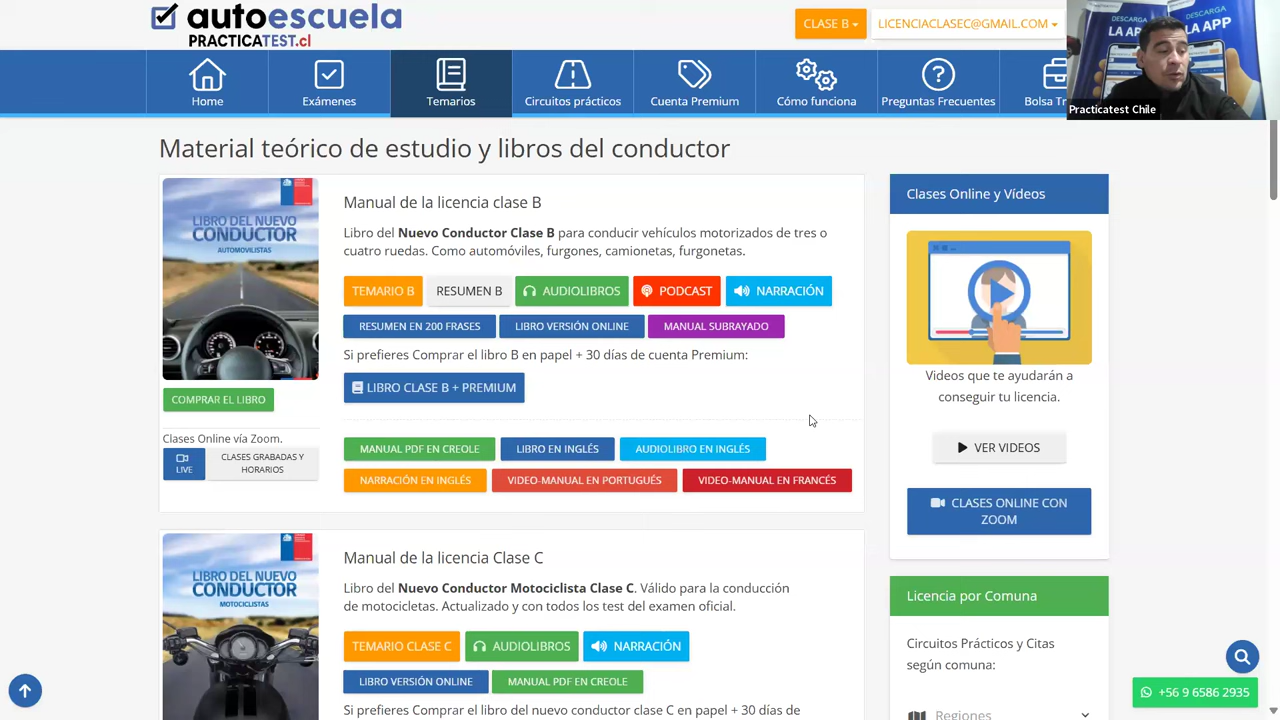 autoescuela
PRACTICATEST.cl
CLASE B
LICENCIACLASEC@GMAIL.COM
DESCARGA
LA APP
DESCARGA
LA APP
Practicatest Chile
Home
Exámenes
Temarios
Circuitos prácticos
Cuenta Premium
Cómo funciona
Preguntas Frecuentes
Bolsa Tr
Material teórico de estudio y libros del conductor
LIBRO DEL NUEVO
CONDUCTOR
AUTOMOVILISTAS
COMPRAR EL LIBRO
Clases Online vía Zoom.
LIVE
CLASES GRABADAS Y
HORARIOS
Manual de la licencia clase B
Libro del Nuevo Conductor Clase B para conducir vehículos motorizados de tres o
cuatro ruedas. Como automóviles, furgones, camionetas, furgonetas.
TEMARIO B
RESUMEN B
AUDIOLIBROS
PODCAST
NARRACIÓN
RESUMEN EN 200 FRASES
LIBRO VERSIÓN ONLINE
MANUAL SUBRAYADO
Si prefieres Comprar el libro B en papel + 30 días de cuenta Premium:
LIBRO CLASE B + PREMIUM
MANUAL PDF EN CREOLE
LIBRO EN INGLÉS
AUDIOLIBRO EN INGLÉS
NARRACIÓN EN INGLÉS
VIDEO-MANUAL EN PORTUGUÉS
VIDEO-MANUAL EN FRANCÉS
LIBRO DEL NUEVO
CONDUCTOR
MOTOCICLISTAS
Manual de la licencia Clase C
Libro del Nuevo Conductor Motociclista Clase C. Válido para la conducción
de motocicletas. Actualizado y con todos los test del examen oficial.
TEMARIO CLASE C
AUDIOLIBROS
NARRACIÓN
LIBRO VERSIÓN ONLINE
MANUAL PDF EN CREOLE
Si prefieres Comprar el libro del nuevo conductor clase C en papel + 30 días de
Clases Online y Vídeos
Videos que te ayudarán a
conseguir tu licencia.
VER VIDEOS
CLASES ONLINE CON
ZOOM
Licencia por Comuna
Circuitos Prácticos y Citas
según comuna:
Regiones
+56 9 6586 2935